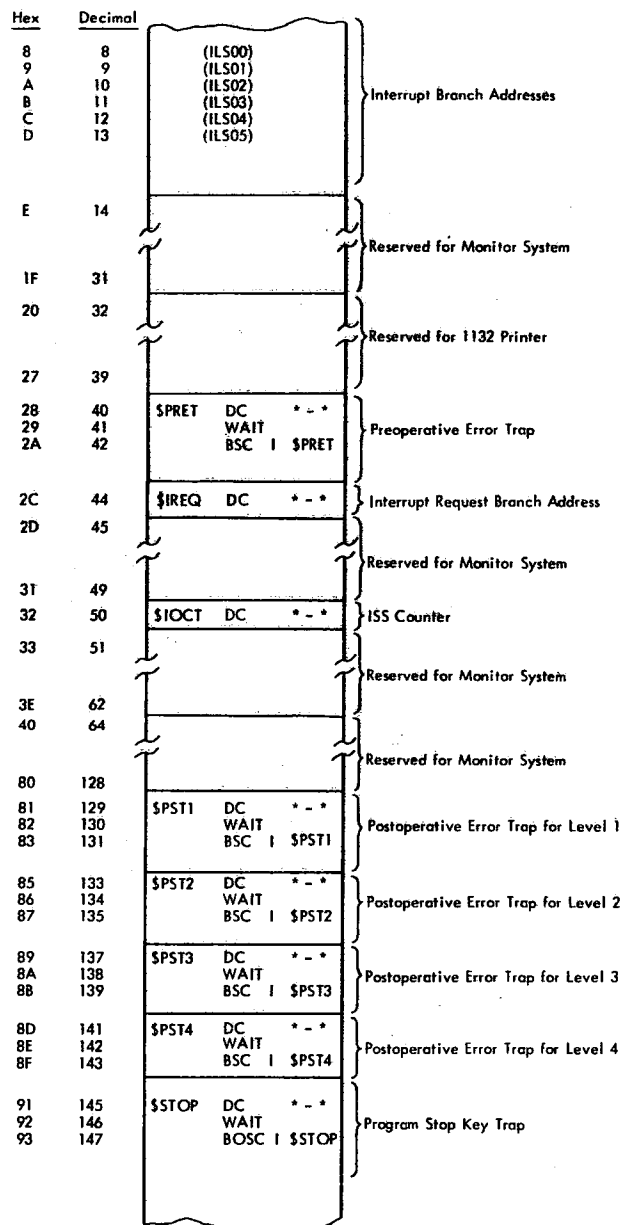 Hex Decimal
8 8 (ILS00)
9 9 (ILS01)
A 10 (ILS02)
B 11 (ILS03)
C 12 (ILS04)
D 13 (ILS05)
Interrupt Branch Addresses
E 14
Reserved for Monitor System
1F 31
20 32
Reserved for 1132 Printer
27 39
28 40 $PRET DC * - *
29 41 WAIT
2A 42 BSC I $PRET
Preoperative Error Trap
2C 44 $IREQ DC * - * Interrupt Request Branch Address
2D 45
Reserved for Monitor System
31 49
32 50 $IOCT DC * - * ISS Counter
33 51
Reserved for Monitor System
3E 62
40 64
Reserved for Monitor System
80 128
81 129 $PST1 DC * - *
82 130 WAIT
83 131 BSC I $PST1
Postoperative Error Trap for Level 1
85 133 $PST2 DC * - *
86 134 WAIT
87 135 BSC I $PST2
Postoperative Error Trap for Level 2
89 137 $PST3 DC * - *
8A 138 WAIT
8B 139 BSC I $PST3
Postoperative Error Trap for Level 3
8D 141 $PST4 DC * - *
8E 142 WAIT
8F 143 BSC I $PST4
Postoperative Error Trap for Level 4
91 145 $STOP DC * - *
92 146 WAIT
93 147 BOSC I $STOP
Program Stop Key Trap